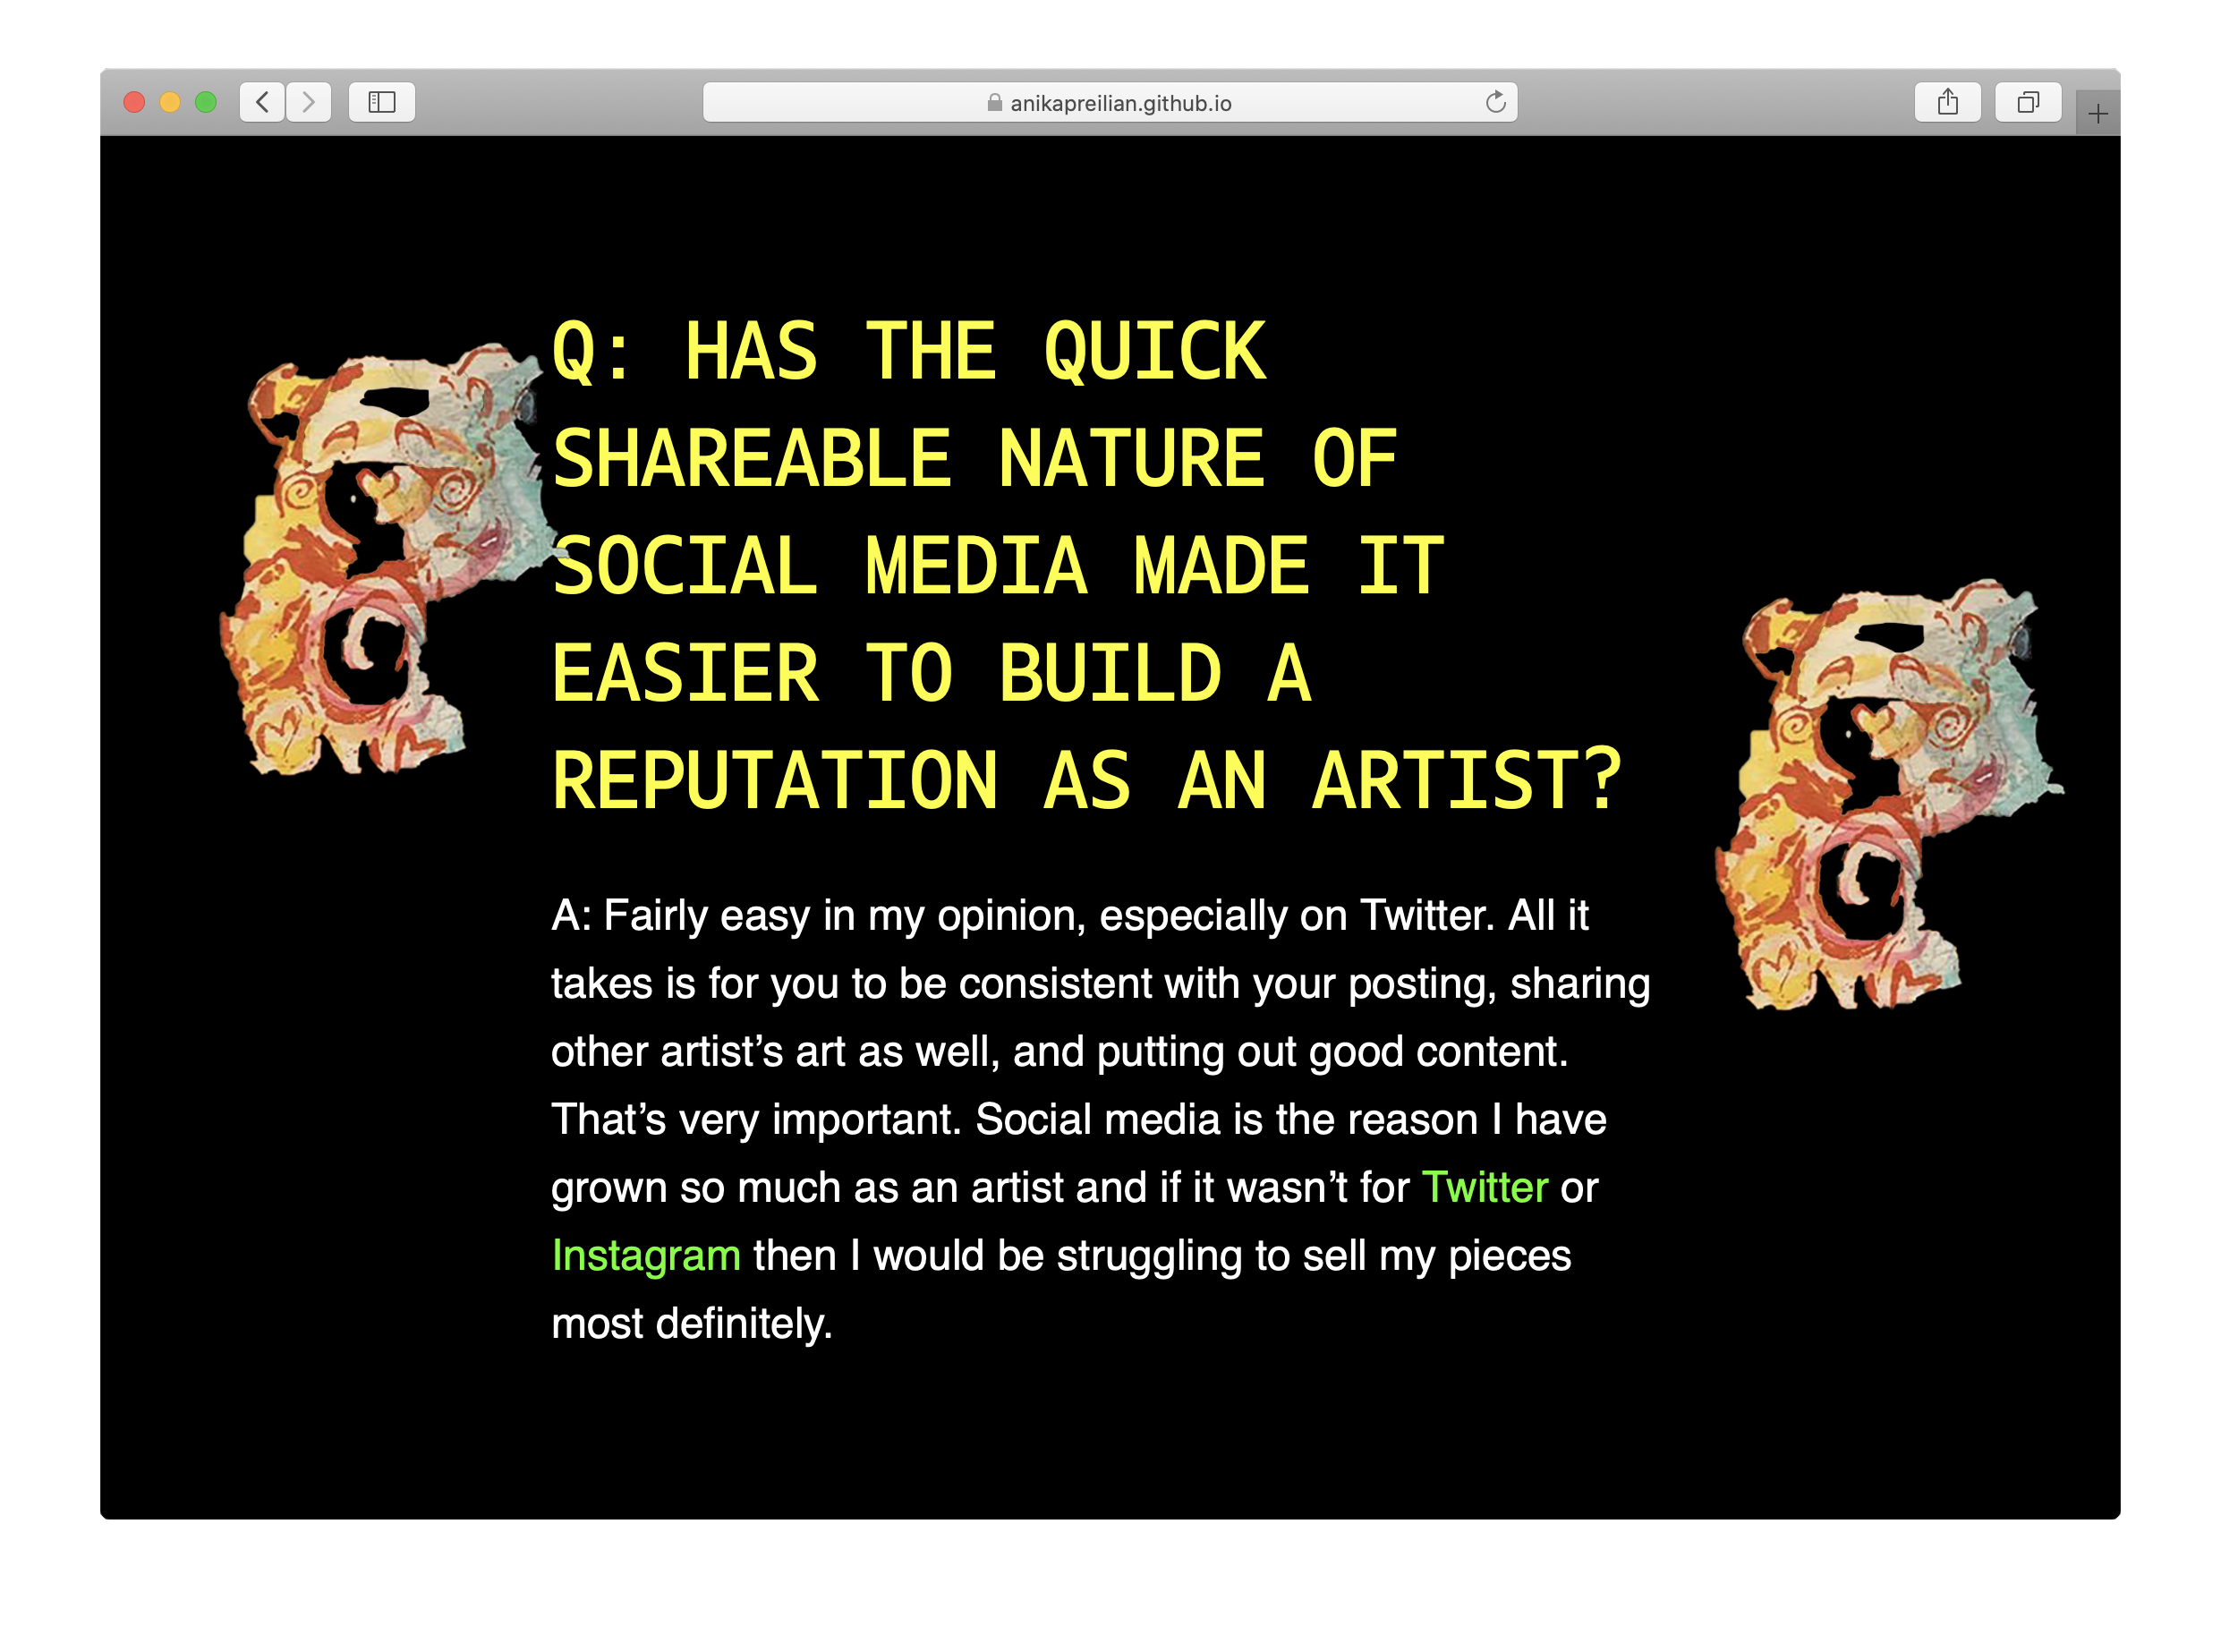 anikapreilian.github.io
Q: HAS THE QUICK
SHAREABLE NATURE OF
SOCIAL MEDIA MADE IT
EASIER TO BUILD A
REPUTATION AS AN ARTIST?
A: Fairly easy in my opinion, especially on Twitter. All it
takes is for you to be consistent with your posting, sharing
other artist’s art as well, and putting out good content.
That’s very important. Social media is the reason I have
grown so much as an artist and if it wasn’t for Twitter or
Instagram then I would be struggling to sell my pieces
most definitely.